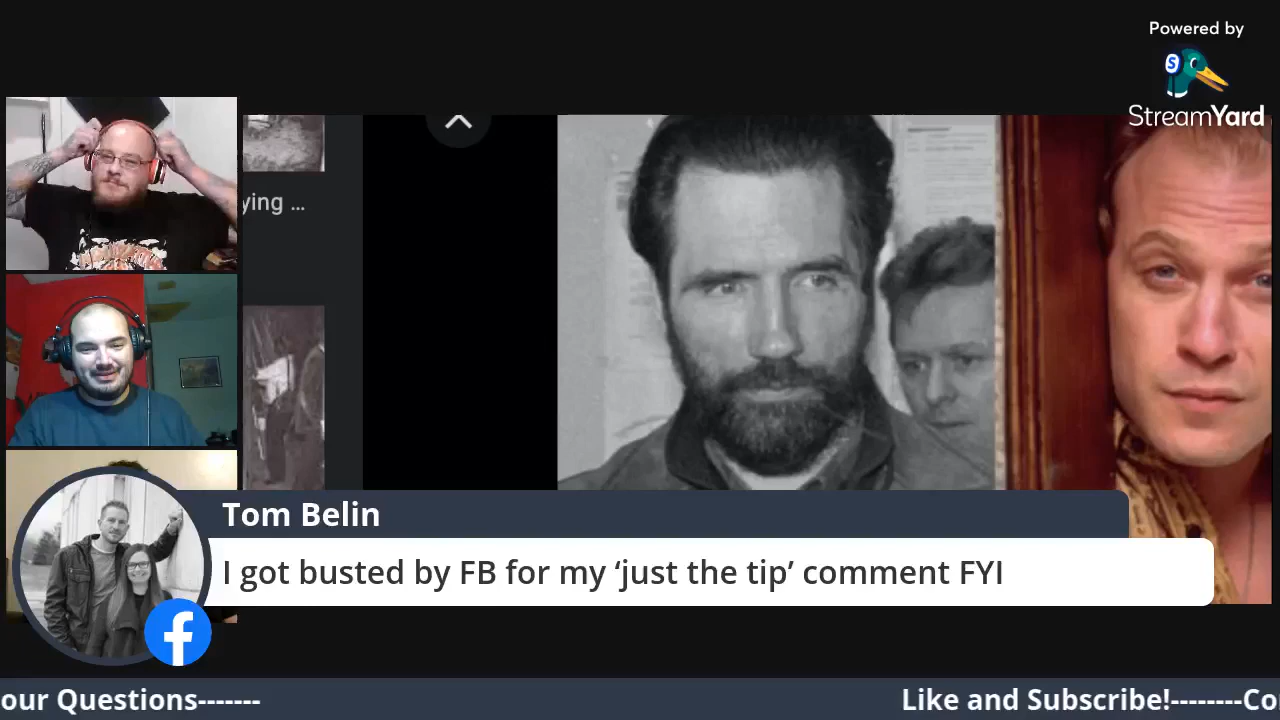 Powered by
StreamYard
ying ...
Tom Belin
I got busted by FB for my ‘just the tip’ comment FYI
our Questions-------
Like and Subscribe!--------Co